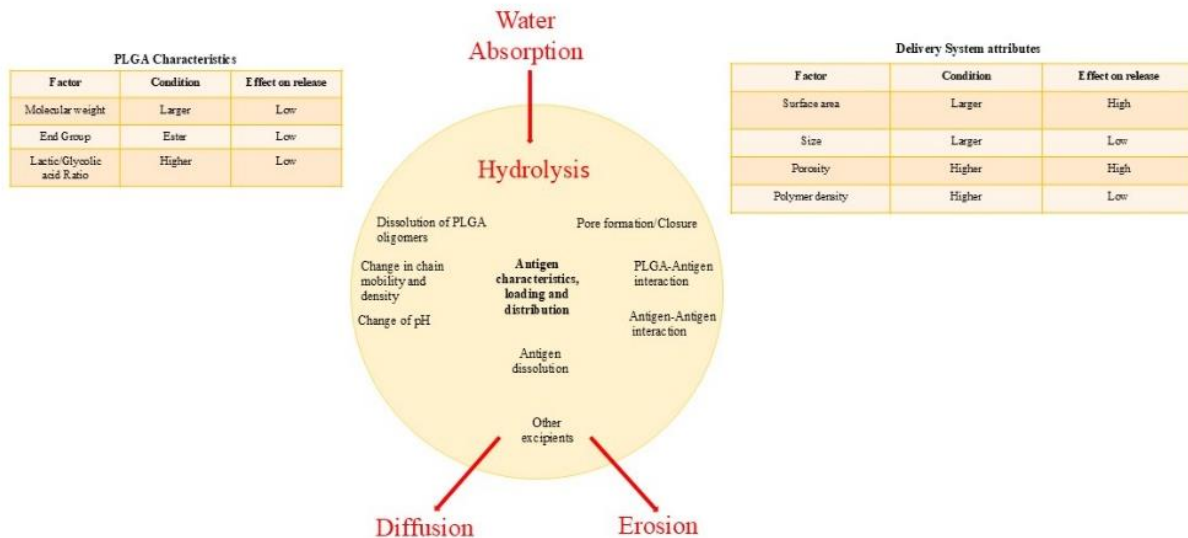 Water
Absorption
PLGA Characteristics
Factor Condition Effect on release
Molecular weight Larger Low
End Group Ester Low
Lactic/Glycolic
acid Ratio Higher Low
Delivery System attributes
Factor Condition Effect on release
Surface area Larger High
Size Larger Low
Porosity Higher High
Polymer density Higher Low
Hydrolysis
Dissolution of PLGA
oligomers
Pore formation/Closure
Change in chain
mobility and
density
Antigen
characteristics,
loading and
distribution
PLGA-Antigen
interaction
Change of pH
Antigen-Antigen
interaction
Antigen
dissolution
Other
excipients
Diffusion
Erosion